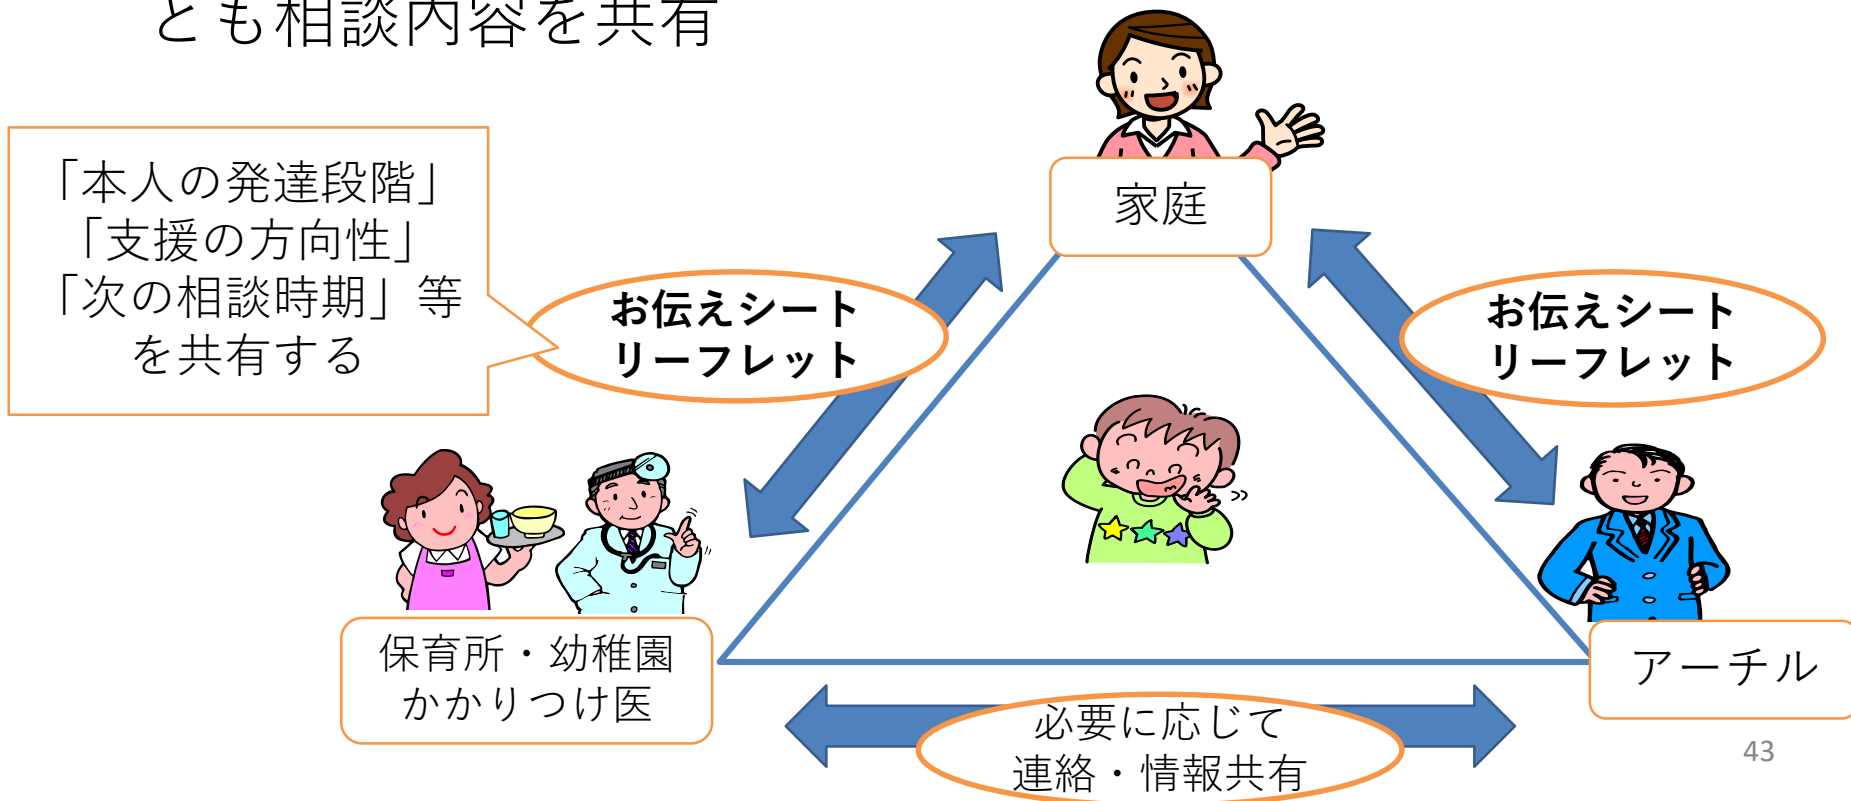 とも相談内容を共有
「本人の発達段階」
「支援の方向性」
「次の相談時期」等
を共有する
家庭
お伝えシート
リーフレット
お伝えシート
リーフレット
保育所・幼稚園
かかりつけ医
アーチル
必要に応じて
連絡・情報共有
43